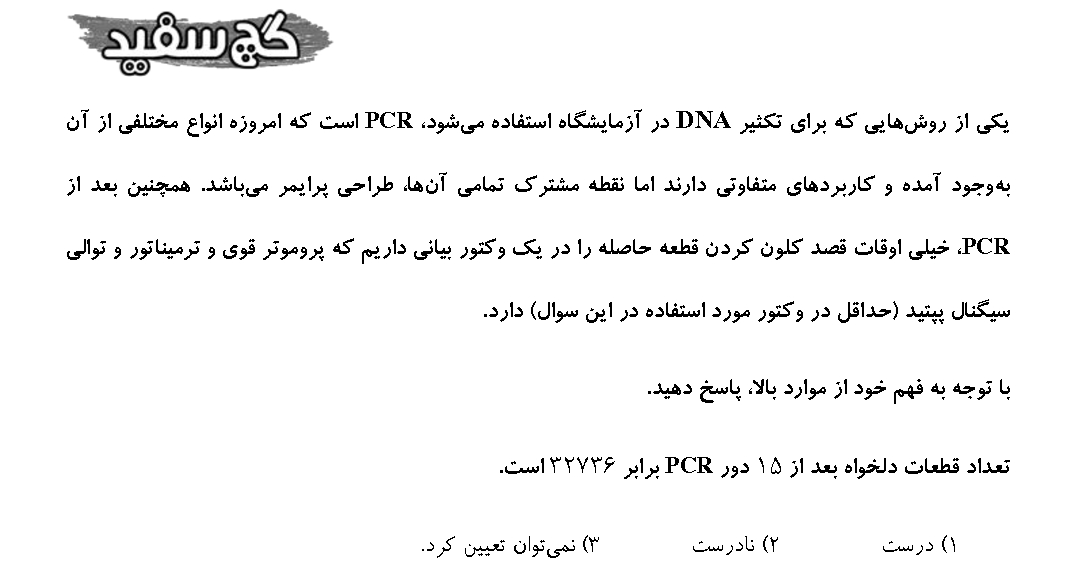 گچ سفید
یکی از روش‌هایی که برای تکثیر DNA در آزمایشگاه استفاده می‌شود، PCR است که امروزه انواع مختلفی از آن
به‌وجود آمده و کاربردهای متفاوتی دارند اما نقطه مشترک تمامی آن‌ها، طراحی پرایمر می‌باشد. همچنین بعد از
PCR، خیلی اوقات قصد کلون کردن قطعه حاصله را در یک وکتور بیانی داریم که پروموتر قوی و ترمیناتور و توالی
سیگنال پپتید (حداقل در وکتور مورد استفاده در این سوال) دارد.
با توجه به فهم خود از موارد بالا، پاسخ دهید.
تعداد قطعات دلخواه بعد از ۱۵ دور PCR برابر ۳۲۷۳۶ است.
۱) درست ۲) نادرست ۳) نمی‌توان تعیین کرد.